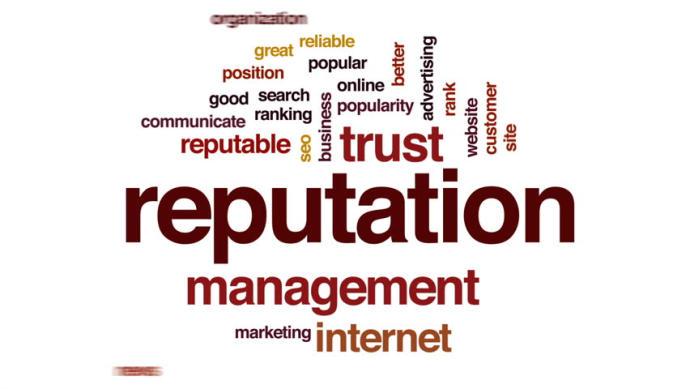 organization
great
reliable
position
popular
better
advertising
good
search
online
rank
customer
communicate
ranking
business
popularity
website
site
reputable
seo
trust
reputation
management
marketing
internet